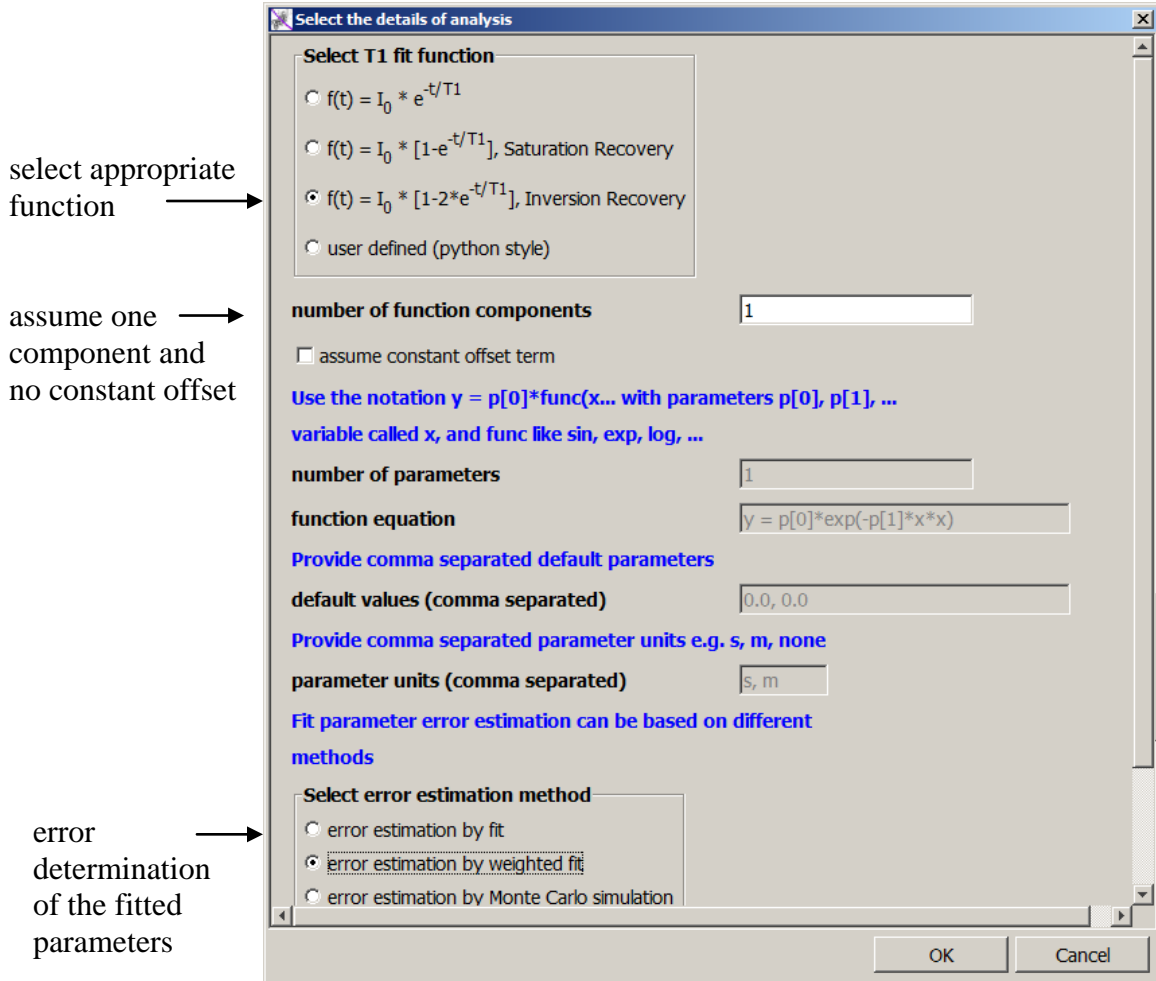 Select the details of analysis
Select T1 fit function
f(t) = I0 * e^-t/T1
f(t) = I0 * [1-e^-t/T1], Saturation Recovery
select appropriate
function
f(t) = I0 * [1-2*e^-t/T1], Inversion Recovery
user defined (python style)
assume one
component and
no constant offset
number of function components 1
assume constant offset term
Use the notation y = p[0]*func(x... with parameters p[0], p[1], ...
variable called x, and func like sin, exp, log, ...
number of parameters 1
function equation y = p[0]*exp(-p[1]*x*x)
Provide comma separated default parameters
default values (comma separated) 0.0, 0.0
Provide comma separated parameter units e.g. s, m, none
parameter units (comma separated) s, m
Fit parameter error estimation can be based on different
methods
Select error estimation method
error
determination
of the fitted
parameters
error estimation by fit
error estimation by weighted fit
error estimation by Monte Carlo simulation
OK Cancel